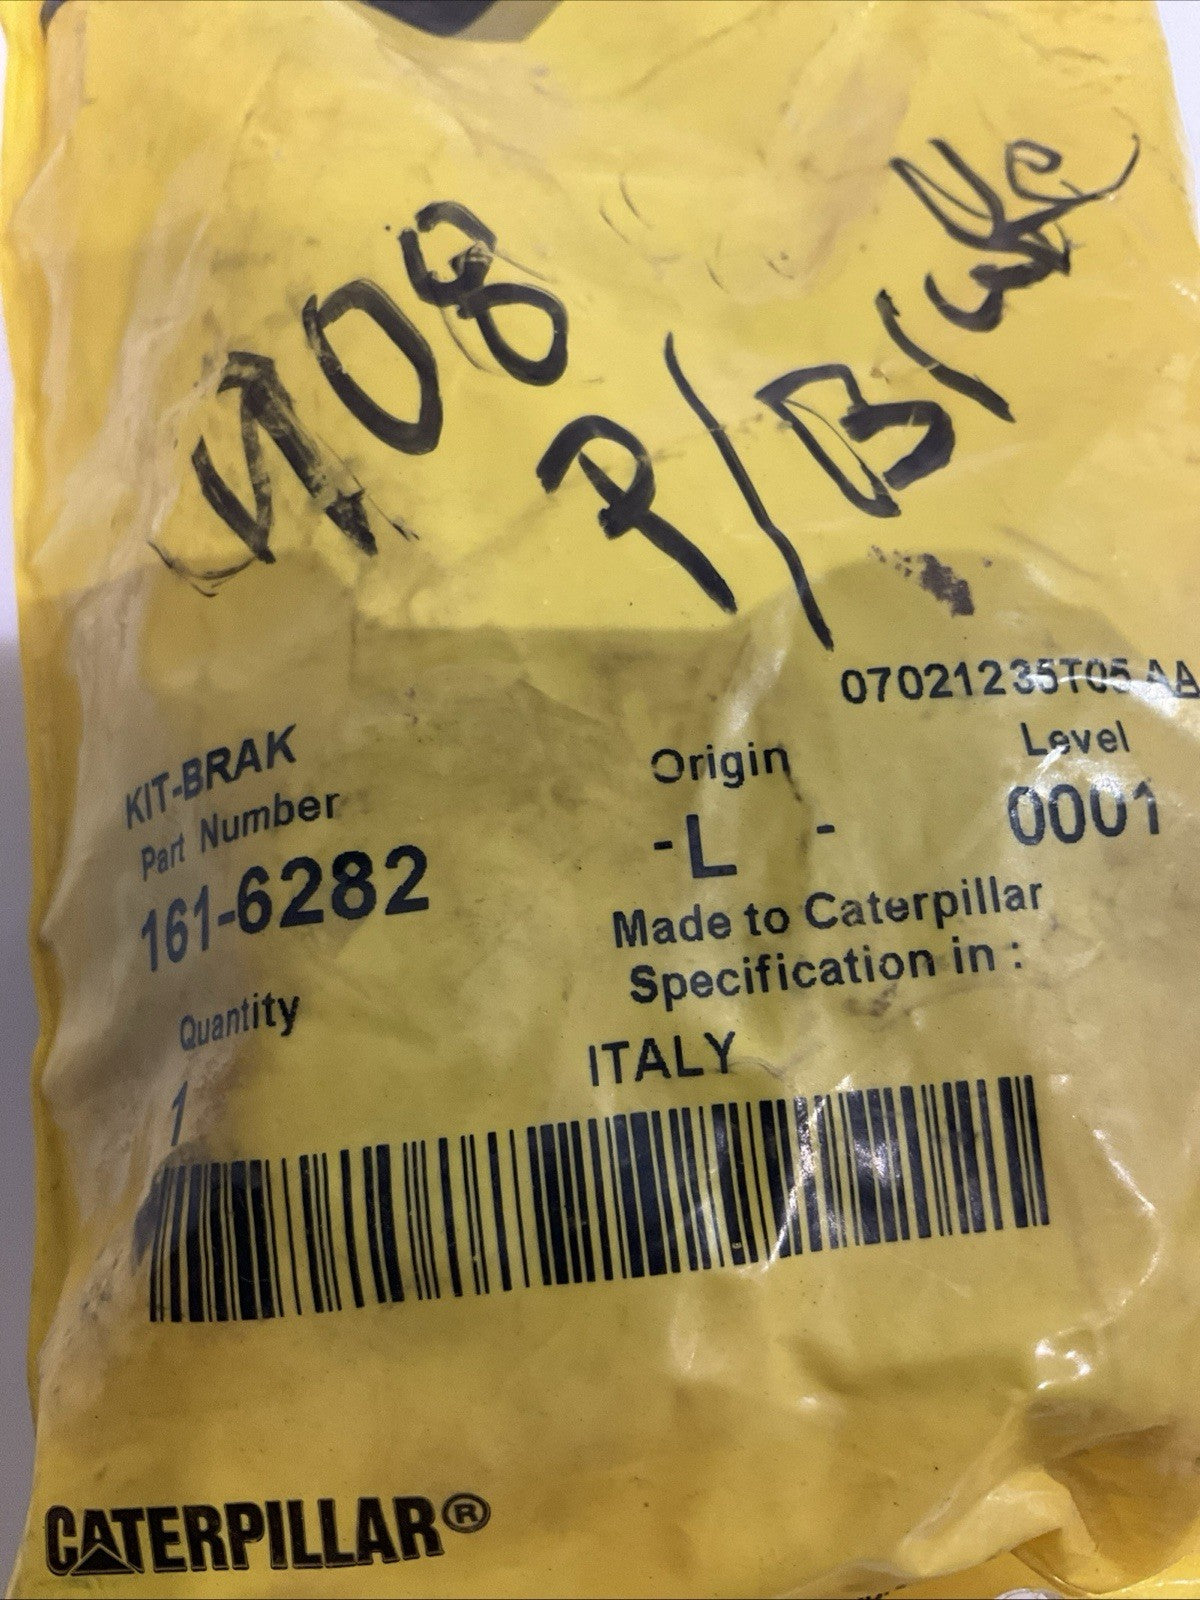 908
P/Brake
07021235T05 AA
KIT-BRAK
Part Number
161-6282
Origin
-L -
Level
0001
Made to Caterpillar
Specification in :
Quantity
1
ITALY
CATERPILLAR®